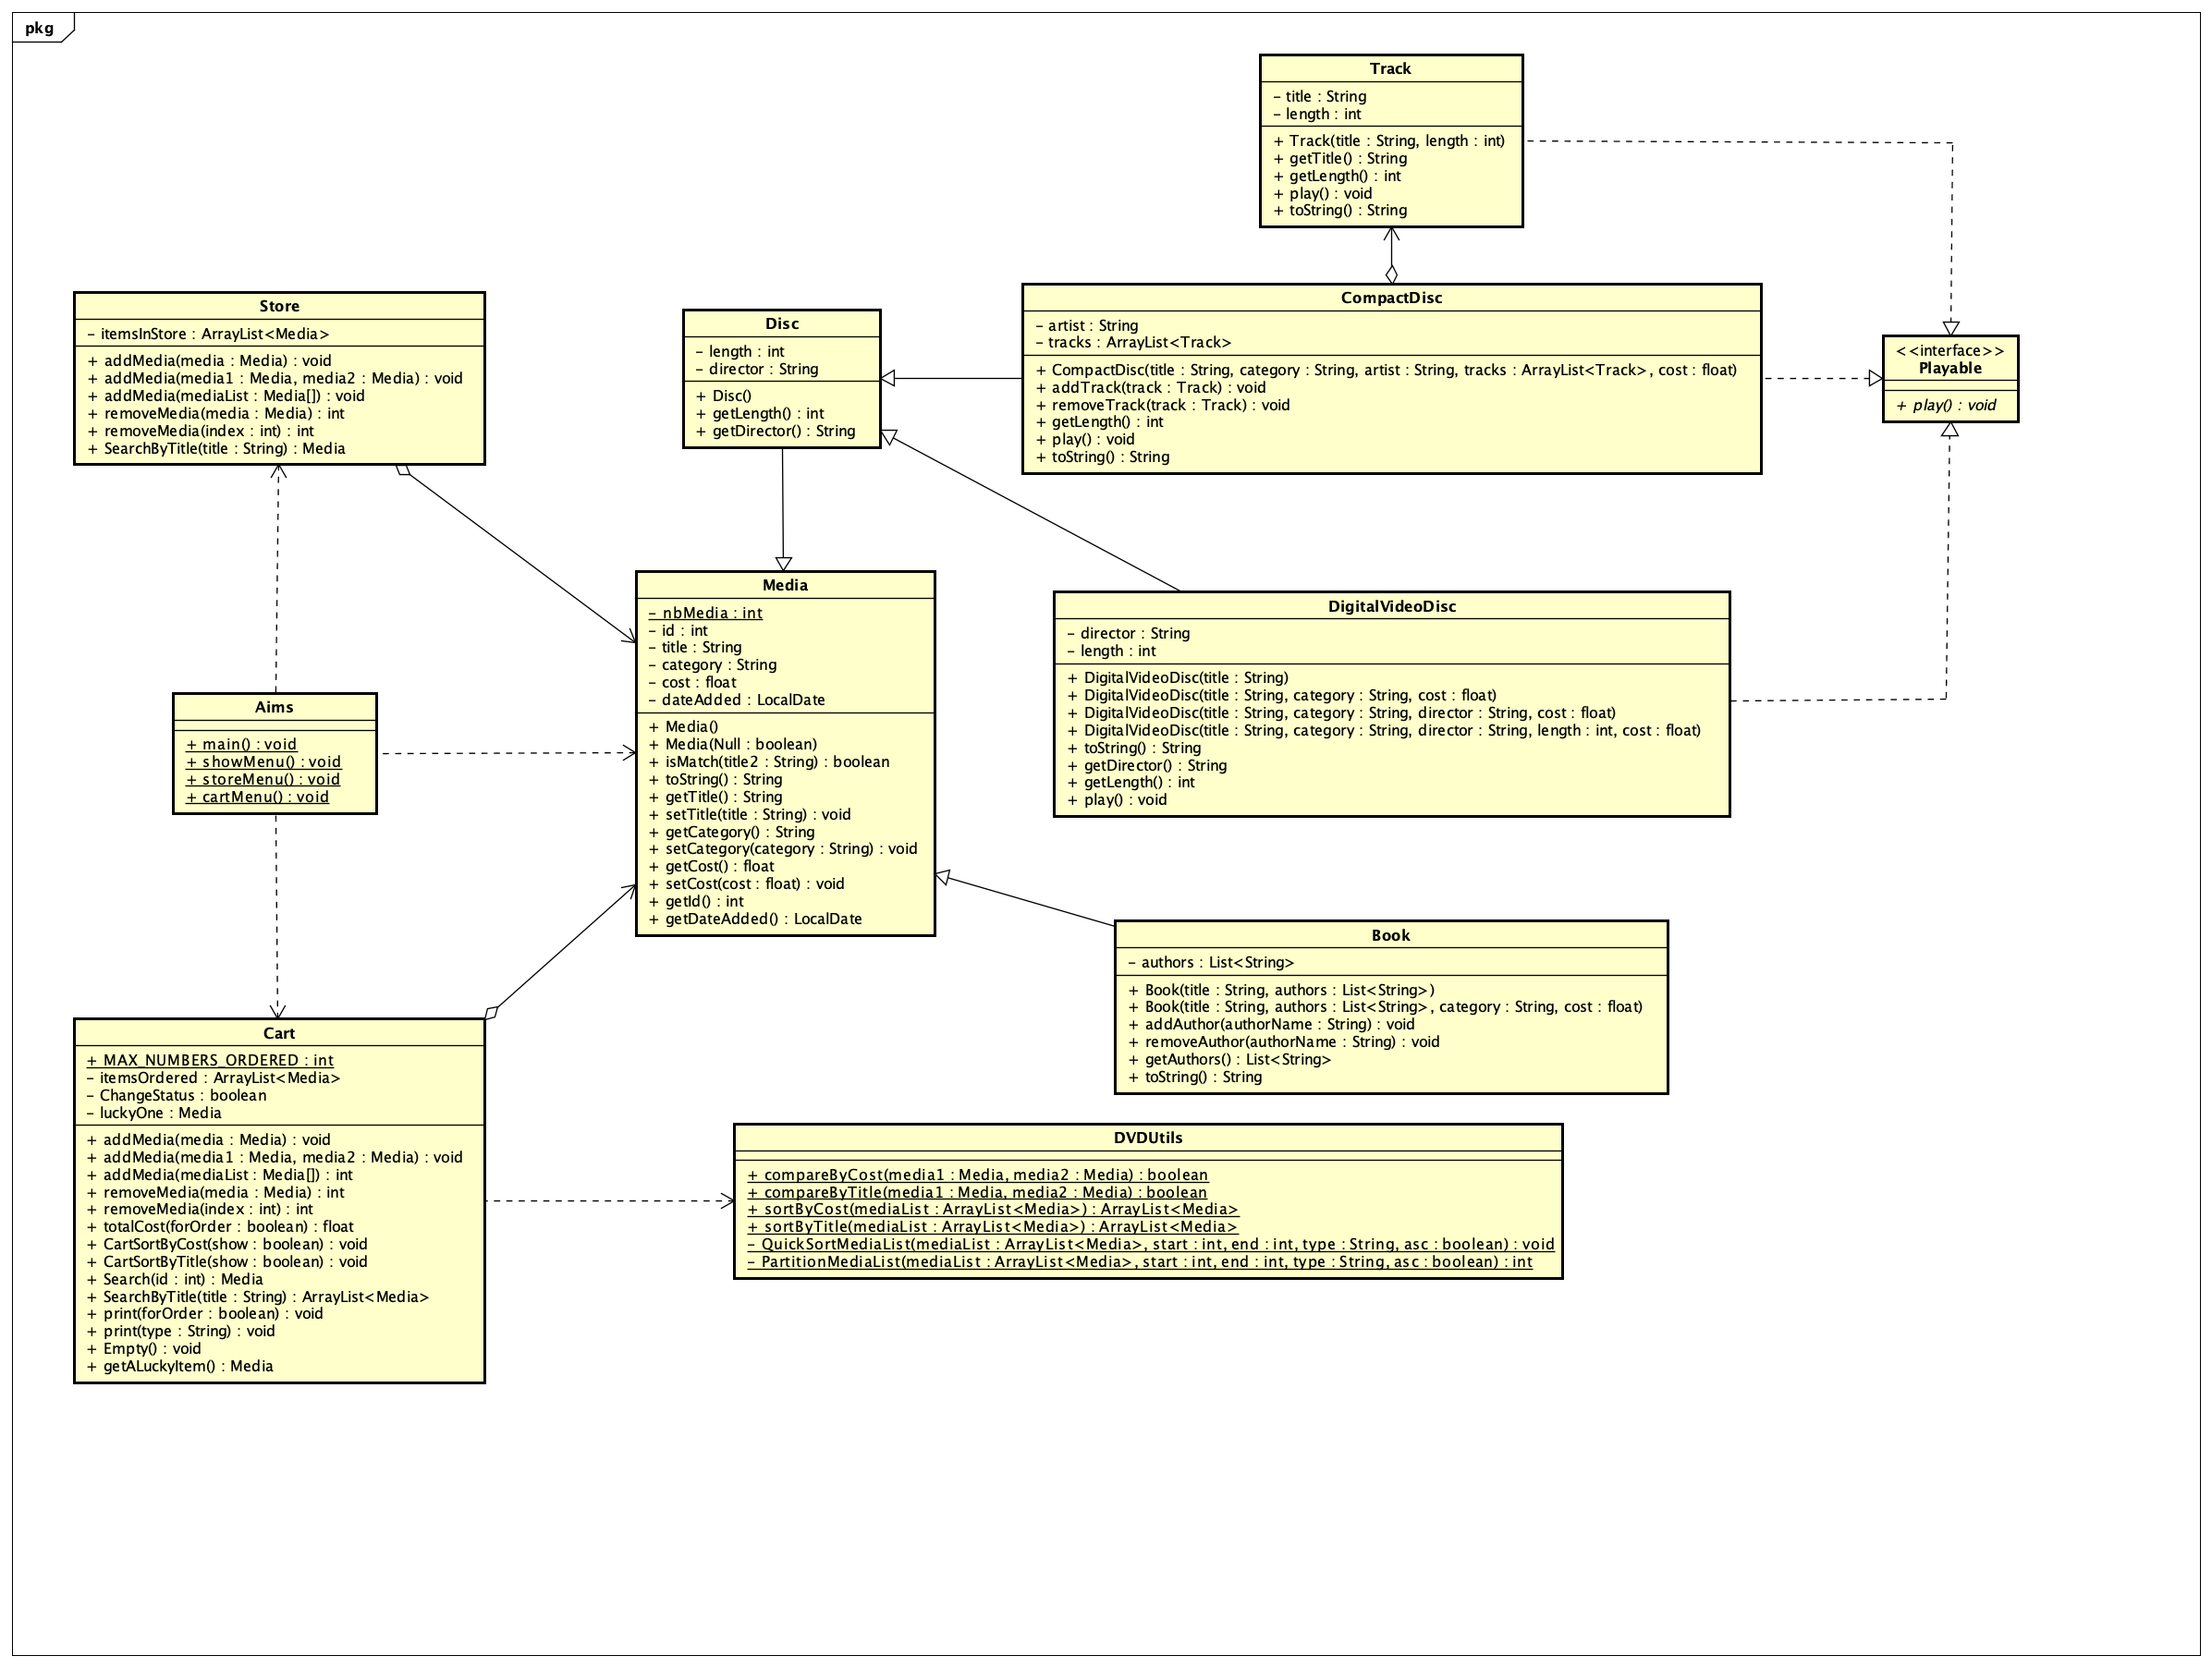 pkg
Track
– title : String
– length : int
+ Track(title : String, length : int)
+ getTitle() : String
+ getLength() : int
+ play() : void
+ toString() : String
Store
– itemsInStore : ArrayList<Media>
+ addMedia(media : Media) : void
+ addMedia(media1 : Media, media2 : Media) : void
+ addMedia(mediaList : Media[]) : void
+ removeMedia(media : Media) : int
+ removeMedia(index : int) : int
+ SearchByTitle(title : String) : Media
Disc
– length : int
– director : String
+ Disc()
+ getLength() : int
+ getDirector() : String
CompactDisc
– artist : String
– tracks : ArrayList<Track>
+ CompactDisc(title : String, category : String, artist : String, tracks : ArrayList<Track>, cost : float)
+ addTrack(track : Track) : void
+ removeTrack(track : Track) : void
+ getLength() : int
+ play() : void
+ toString() : String
<<interface>>
Playable
+ play() : void
Media
– nbMedia : int
– id : int
– title : String
– category : String
– cost : float
– dateAdded : LocalDate
+ Media()
+ Media(Null : boolean)
+ isMatch(title2 : String) : boolean
+ toString() : String
+ getTitle() : String
+ setTitle(title : String) : void
+ getCategory() : String
+ setCategory(category : String) : void
+ getCost() : float
+ setCost(cost : float) : void
+ getId() : int
+ getDateAdded() : LocalDate
DigitalVideoDisc
– director : String
– length : int
+ DigitalVideoDisc(title : String)
+ DigitalVideoDisc(title : String, category : String, cost : float)
+ DigitalVideoDisc(title : String, category : String, director : String, cost : float)
+ DigitalVideoDisc(title : String, category : String, director : String, length : int, cost : float)
+ toString() : String
+ getDirector() : String
+ getLength() : int
+ play() : void
Aims
+ main() : void
+ showMenu() : void
+ storeMenu() : void
+ cartMenu() : void
Book
– authors : List<String>
+ Book(title : String, authors : List<String>)
+ Book(title : String, authors : List<String>, category : String, cost : float)
+ addAuthor(authorName : String) : void
+ removeAuthor(authorName : String) : void
+ getAuthors() : List<String>
+ toString() : String
Cart
+ MAX_NUMBERS_ORDERED : int
– itemsOrdered : ArrayList<Media>
– ChangeStatus : boolean
– luckyOne : Media
+ addMedia(media : Media) : void
+ addMedia(media1 : Media, media2 : Media) : void
+ addMedia(mediaList : Media[]) : int
+ removeMedia(media : Media) : int
+ removeMedia(index : int) : int
+ totalCost(forOrder : boolean) : float
+ CartSortByCost(show : boolean) : void
+ CartSortByTitle(show : boolean) : void
+ Search(id : int) : Media
+ SearchByTitle(title : String) : ArrayList<Media>
+ print(forOrder : boolean) : void
+ print(type : String) : void
+ Empty() : void
+ getALuckyItem() : Media
DVDUtils
+ compareByCost(media1 : Media, media2 : Media) : boolean
+ compareByTitle(media1 : Media, media2 : Media) : boolean
+ sortByCost(mediaList : ArrayList<Media>) : ArrayList<Media>
+ sortByTitle(mediaList : ArrayList<Media>) : ArrayList<Media>
– QuickSortMediaList(mediaList : ArrayList<Media>, start : int, end : int, type : String, asc : boolean) : void
– PartitionMediaList(mediaList : ArrayList<Media>, start : int, end : int, type : String, asc : boolean) : int